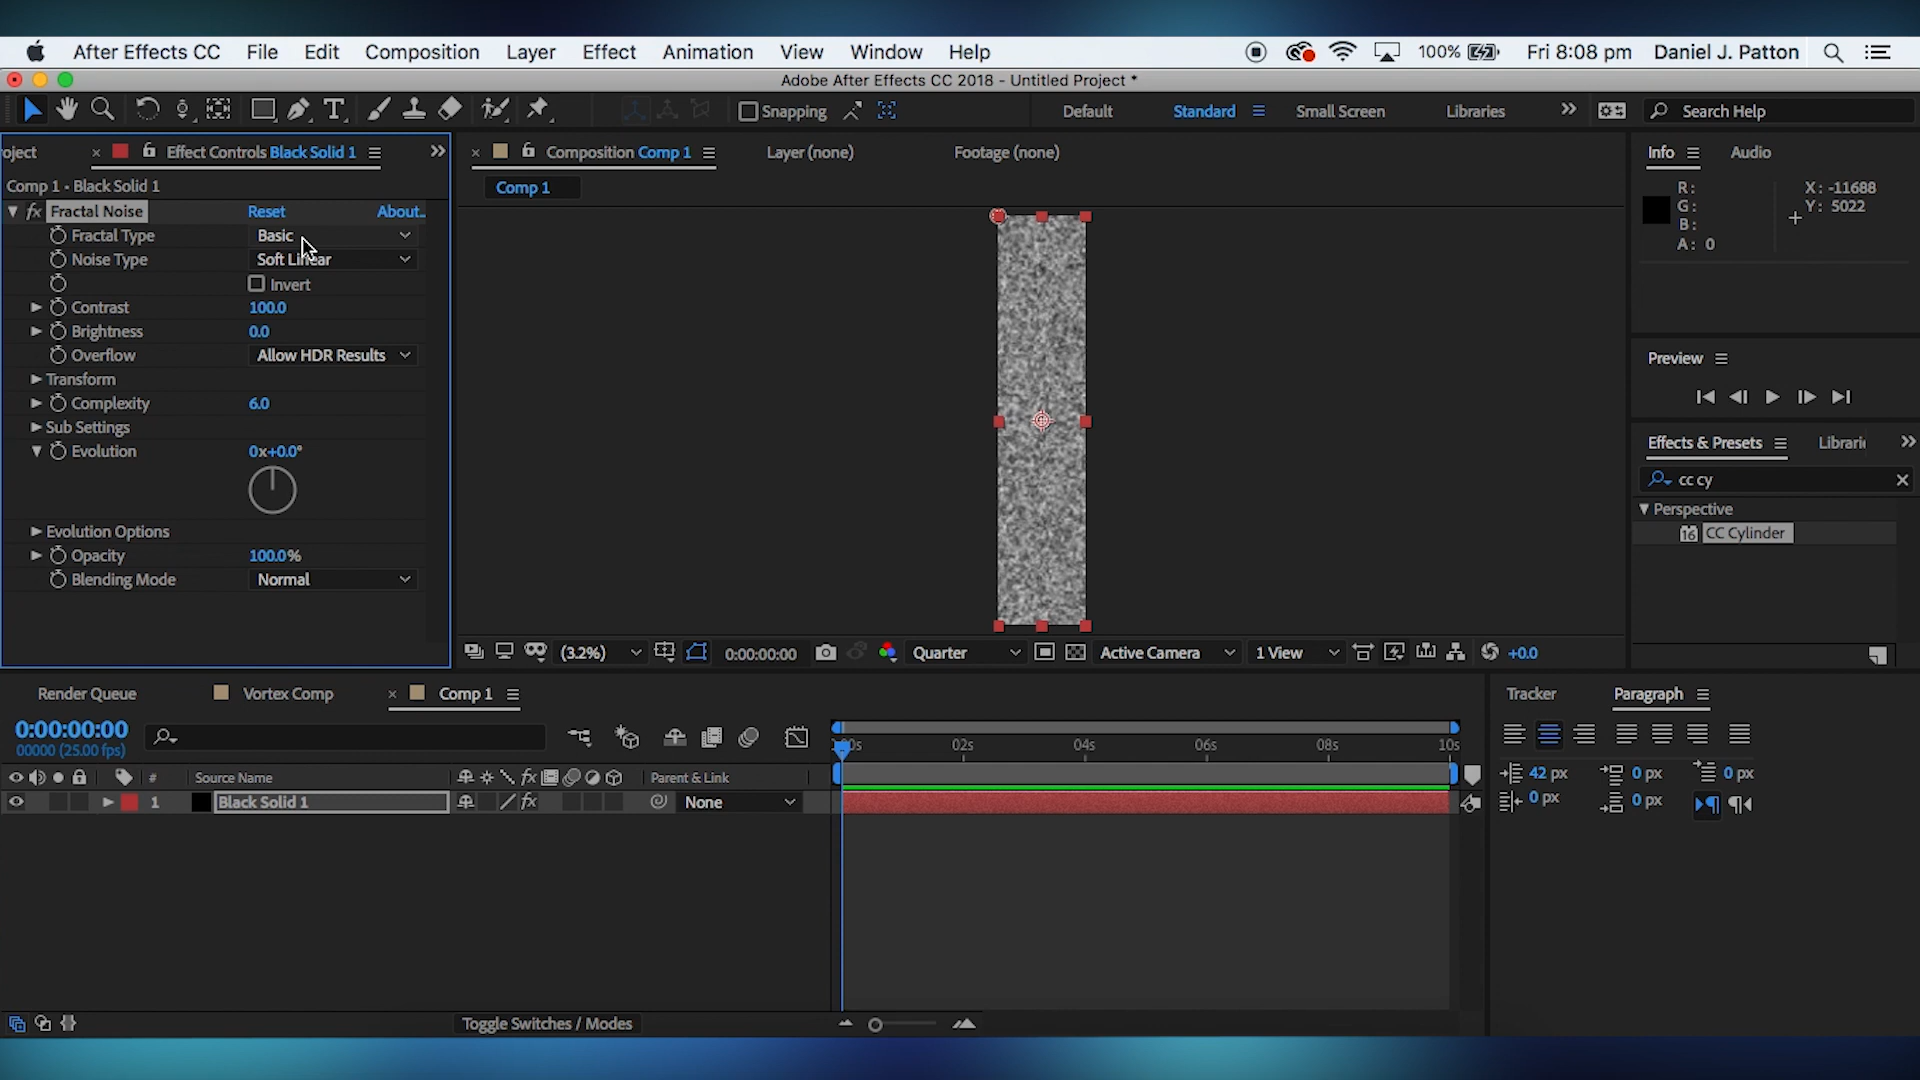 After Effects CC File Edit Composition Layer Effect Animation View Window Help 100% Fri 8:08 pm Daniel J. Patton
Adobe After Effects CC 2018 - Untitled Project *
Snapping Default Standard Small Screen Libraries Search Help
oject Effect Controls Black Solid 1
Composition Comp 1 Layer (none) Footage (none)
Info Audio
Comp 1 • Black Solid 1
Comp 1
R: X: -11688
G: Y: 5022
B:
A: 0
fx Fractal Noise Reset About...
Fractal Type Basic
Noise Type Soft Linear
Invert
Contrast 100.0
Brightness 0.0
Overflow Allow HDR Results
Transform
Complexity 6.0
Sub Settings
Evolution 0x+0.0°
Evolution Options
Opacity 100.0%
Blending Mode Normal
Preview
Effects & Presets Librari
cc cy
Perspective
16 CC Cylinder
(3.2%) 0:00:00:00 Quarter Active Camera 1 View +0.0
Render Queue Vortex Comp Comp 1
Tracker Paragraph
0:00:00:00
00000 (25.00 fps)
:00s 02s 04s 06s 08s 10s
# Source Name fx Parent & Link
1 Black Solid 1 fx None
42 px 0 px 0 px
0 px 0 px
Toggle Switches / Modes